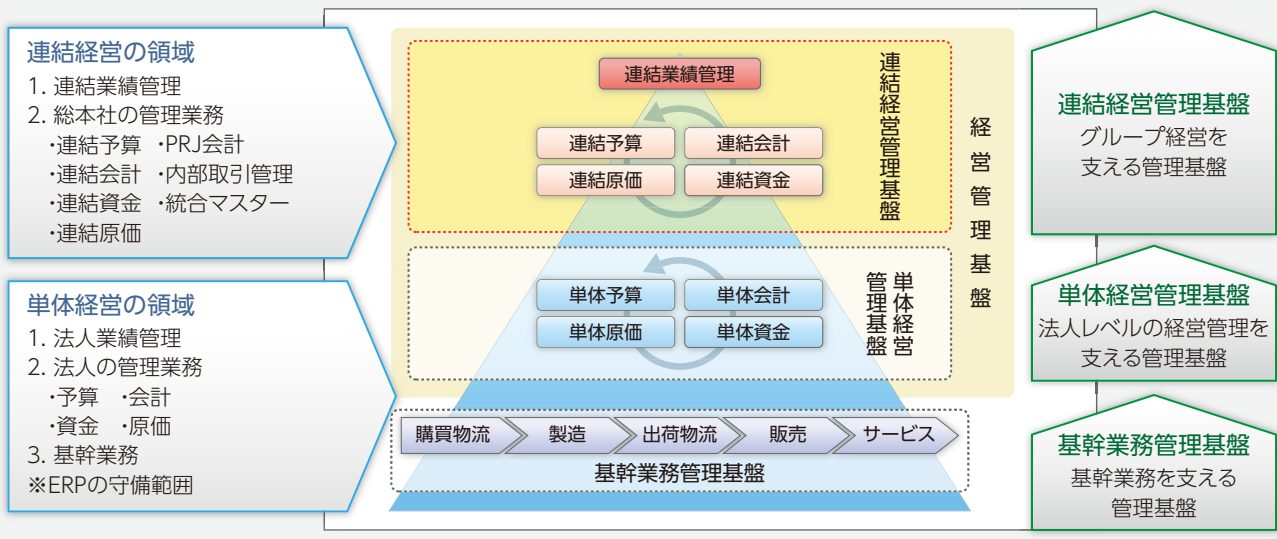 連結経営の領域
1. 連結業績管理
2. 総本社の管理業務
・連結予算 ・PRJ会計
・連結会計 ・内部取引管理
・連結資金 ・統合マスター
・連結原価
単体経営の領域
1. 法人業績管理
2. 法人の管理業務
・予算 ・会計
・資金 ・原価
3. 基幹業務
※ERPの守備範囲
連結業績管理
連結予算
連結会計
連結原価
連結資金
連結経営管理基盤
単体予算
単体会計
単体原価
単体資金
単体経営
管理基盤
経営管理基盤
購買物流
製造
出荷物流
販売
サービス
基幹業務管理基盤
連結経営管理基盤
グループ経営を
支える管理基盤
単体経営管理基盤
法人レベルの経営管理を
支える管理基盤
基幹業務管理基盤
基幹業務を支える
管理基盤